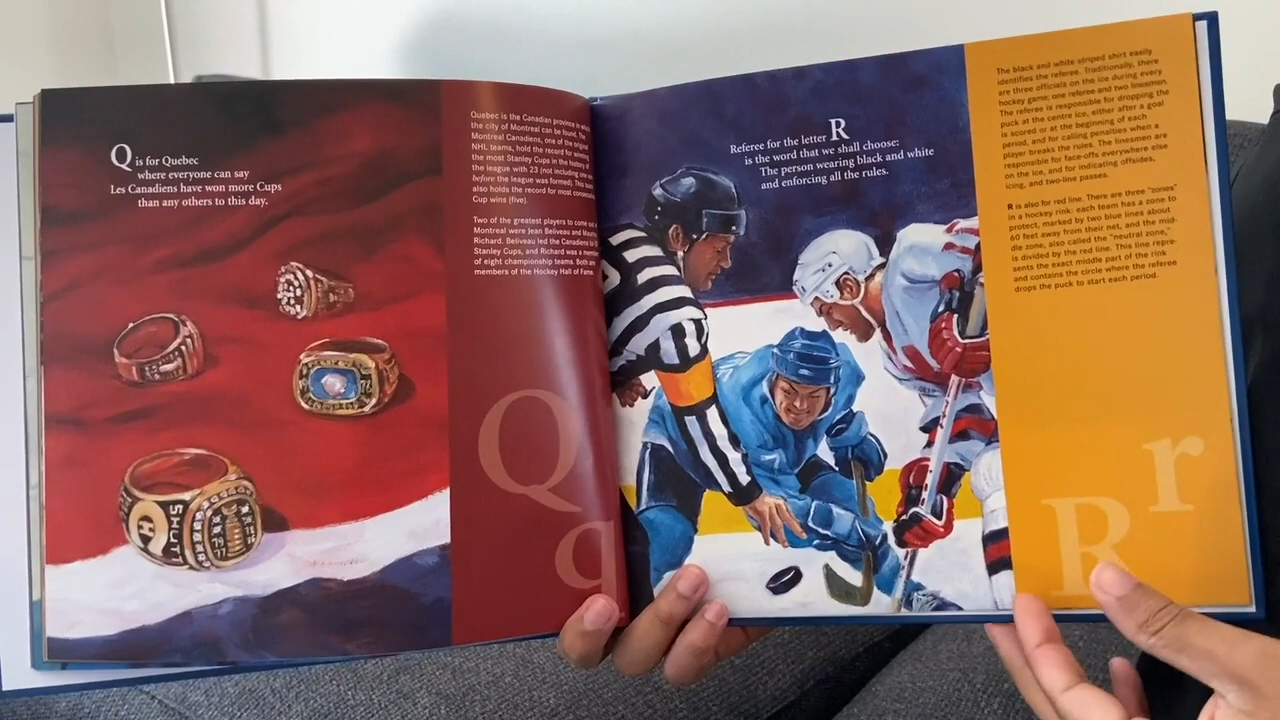 Q is for Quebec
where everyone can say
Les Canadiens have won more Cups
than any others to this day.
Quebec is the Canadian province in
the city of Montreal can be found. The
Montreal Canadiens, one of the original
NHL teams, hold the record for winning
the most Stanley Cups in the history of
the league with 23 (not including one
before the league was formed). This team
also holds the record for most consecutive
Cup wins (five).
Two of the greatest players to come out
Montreal were Jean Beliveau and
Richard. Beliveau led the Canadiens to
Stanley Cups, and Richard was a member
of eight championship teams. Both
members of the Hockey Hall of Fame.
SHUTT
Q
q
Referee for the letter R
is the word that we shall choose:
The person wearing black and white
and enforcing all the rules.
The black and white striped shirt easily
identifies the referee. Traditionally, there
are three officials on the ice during every
hockey game; one referee and two linesmen.
The referee is responsible for dropping the
puck at the centre ice, either after a goal
is scored or at the beginning of each
period, and for calling penalties when a
player breaks the rules. The linesmen are
responsible for face-offs everywhere else
on the ice, and for indicating offsides,
icing, and two-line passes.
R is also for red line. There are three "zones"
in a hockey rink: each team has a zone to
protect, marked by two blue lines about
60 feet away from their net, and the mid-
dle zone, also called the "neutral zone,"
is divided by the red line. This line repre-
sents the exact middle part of the rink
and contains the circle where the referee
drops the puck to start each period.
r
R